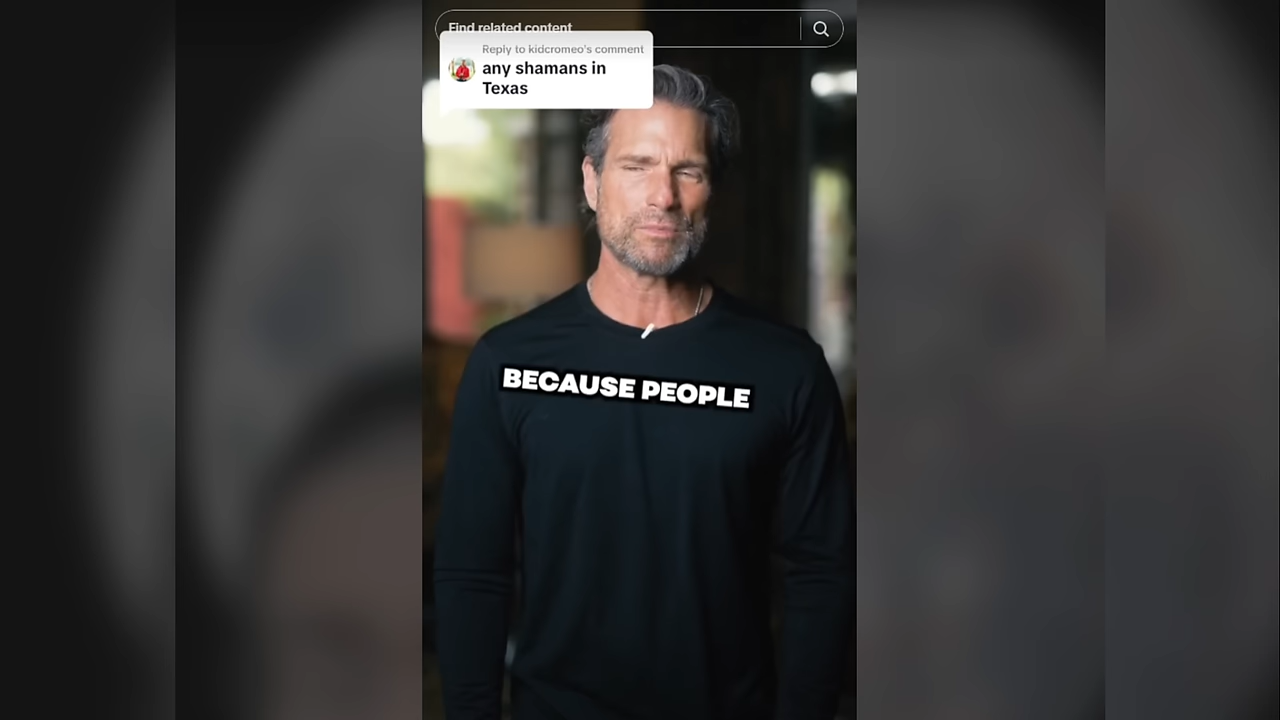 Find related content
Reply to kidcromeo's comment
any shamans in
Texas
BECAUSE PEOPLE